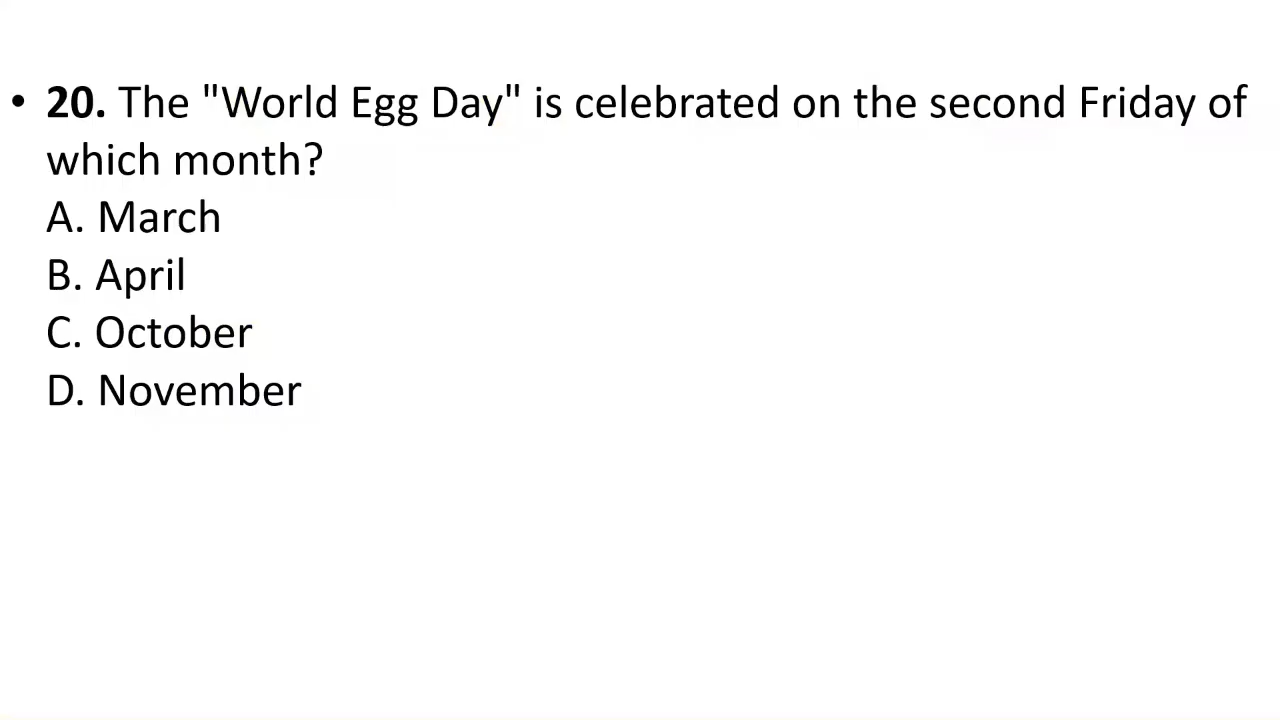 • 20. The "World Egg Day" is celebrated on the second Friday of
which month?
A. March
B. April
C. October
D. November